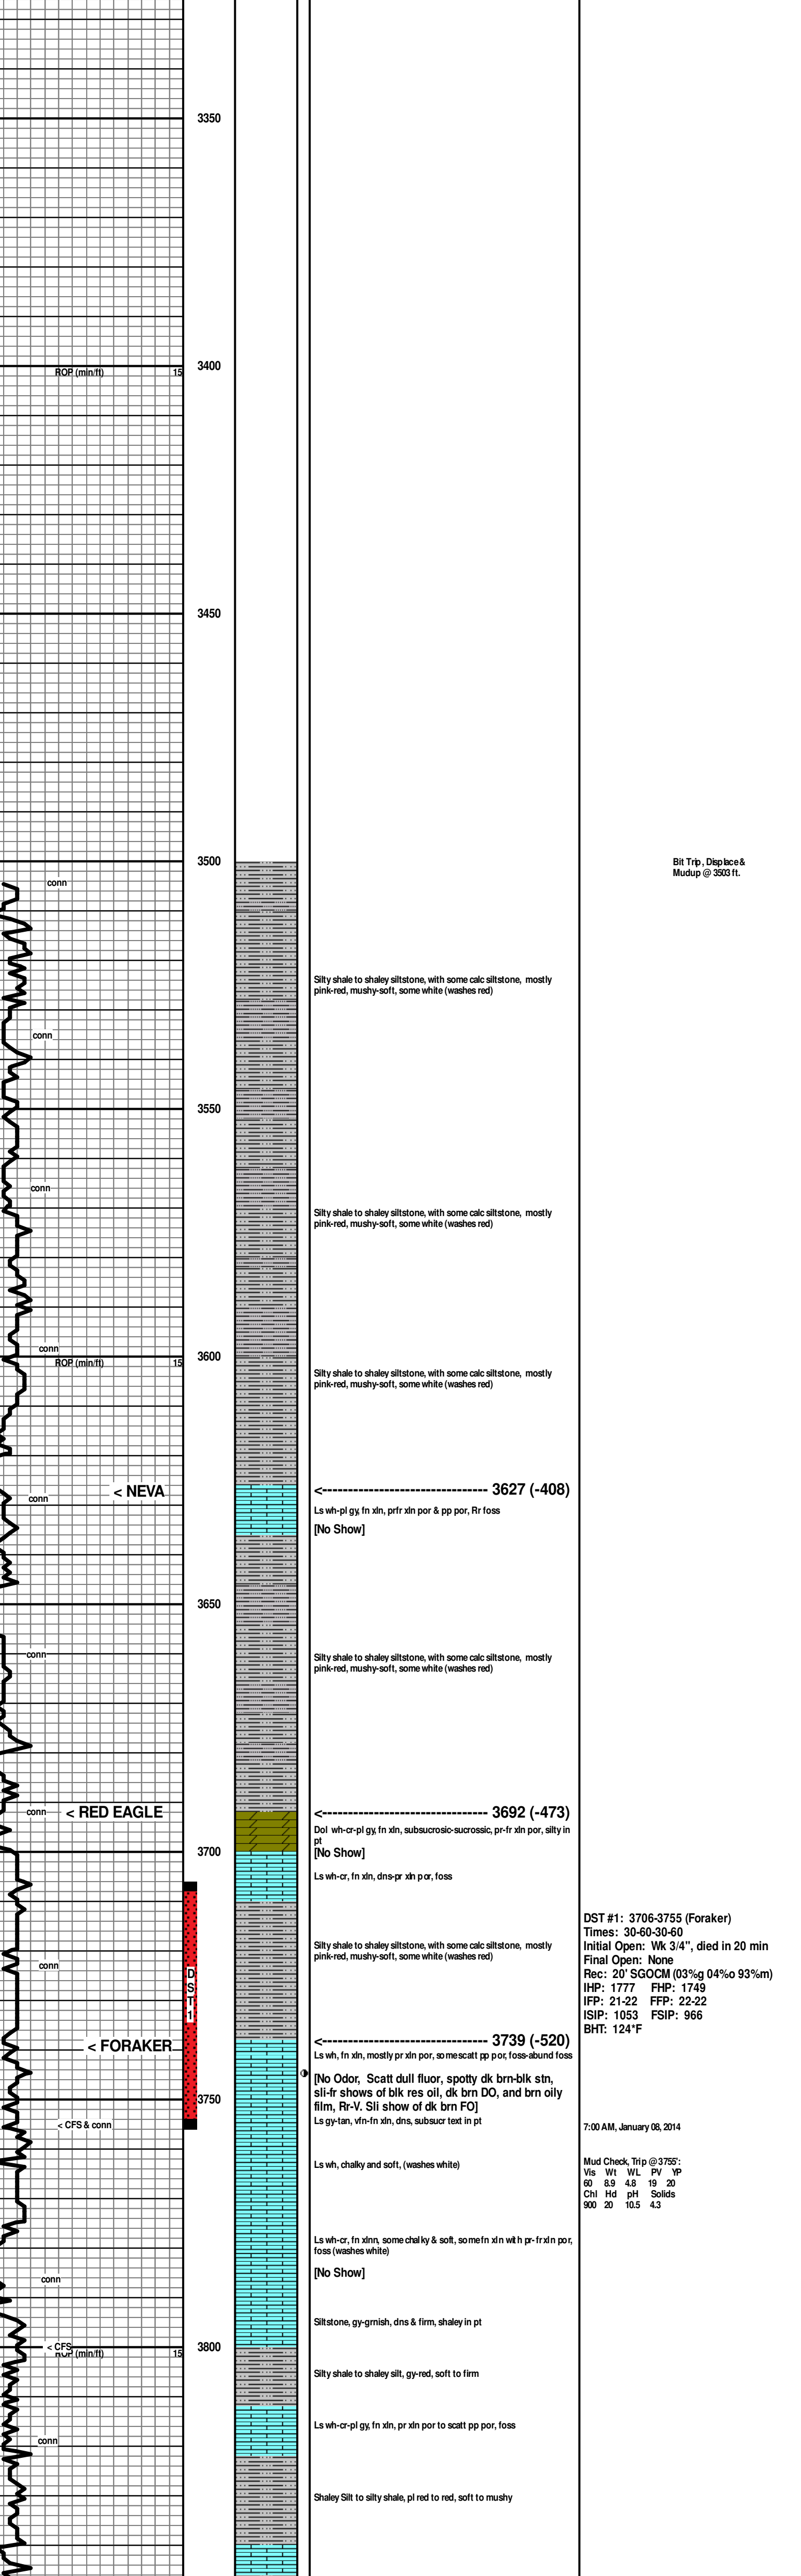 3350
3400
ROP (min/ft) 15
3450
3500
Bit Trip, Displace &
Mudup @ 3503 ft.
conn
Silty shale to shaley siltstone, with some calc siltstone, mostly
pink-red, mushy-soft, some white (washes red)
conn
3550
conn
Silty shale to shaley siltstone, with some calc siltstone, mostly
pink-red, mushy-soft, some white (washes red)
conn
3600
ROP (min/ft) 15
Silty shale to shaley siltstone, with some calc siltstone, mostly
pink-red, mushy-soft, some white (washes red)
< NEVA
<--------------------------------- 3627 (-408)
conn
Ls wh-pl gy, fn xln, prfr xln por & pp por, Rr foss
[No Show]
3650
conn
Silty shale to shaley siltstone, with some calc siltstone, mostly
pink-red, mushy-soft, some white (washes red)
conn
< RED EAGLE
<--------------------------------- 3692 (-473)
Dol wh-cr-pl gy, fn xln, subsucrosic-sucrossic, pr-fr xln por, silty in
pt
[No Show]
3700
Ls wh-cr, fn xln, dns-pr xln por, foss
Silty shale to shaley siltstone, with some calc siltstone, mostly
pink-red, mushy-soft, some white (washes red)
conn
DST 1
DST #1: 3706-3755 (Foraker)
Times: 30-60-30-60
Initial Open: Wk 3/4", died in 20 min
Final Open: None
Rec: 20' SGOCM (03%g 04%o 93%m)
IHP: 1777 FHP: 1749
IFP: 21-22 FFP: 22-22
ISIP: 1053 FSIP: 966
BHT: 124*F
< FORAKER
<--------------------------------- 3739 (-520)
Ls wh, fn xln, mostly pr xln por, some scatt pp por, foss-abund foss
[No Odor, Scatt dull fluor, spotty dk brn-blk stn,
sli-fr shows of blk res oil, dk brn DO, and brn oily
film, Rr-V. Sli show of dk brn FO]
3750
Ls gy-tan, vfn-fn xln, dns, subsucr text in pt
< CFS & conn
7:00 AM, January 08, 2014
Ls wh, chalky and soft, (washes white)
Mud Check, Trip @ 3755':
Vis Wt WL PV YP
60 8.9 4.8 19 20
Chl Hd pH Solids
900 20 10.5 4.3
Ls wh-cr, fn xlnn, some chalky & soft, some fn xln with pr- fr xln por,
foss (washes white)
[No Show]
conn
Siltstone, gy-grnish, dns & firm, shaley in pt
3800
< CFS
ROP (min/ft) 15
Silty shale to shaley silt, gy-red, soft to firm
Ls wh-cr-pl gy, fn xln, pr xln por to scatt pp por, foss
conn
Shaley Silt to silty shale, pl red to red, soft to mushy